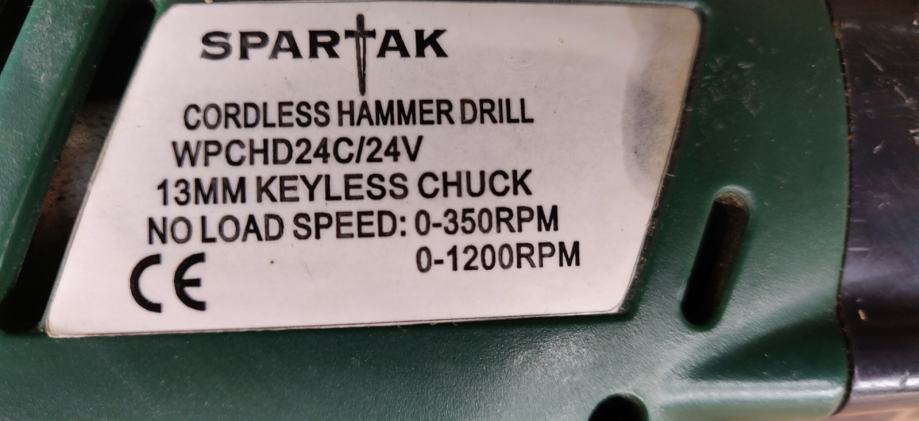 SPARTAK
CORDLESS HAMMER DRILL
WPCHD24C/24V
13MM KEYLESS CHUCK
NO LOAD SPEED: 0-350RPM
0-1200RPM
CE